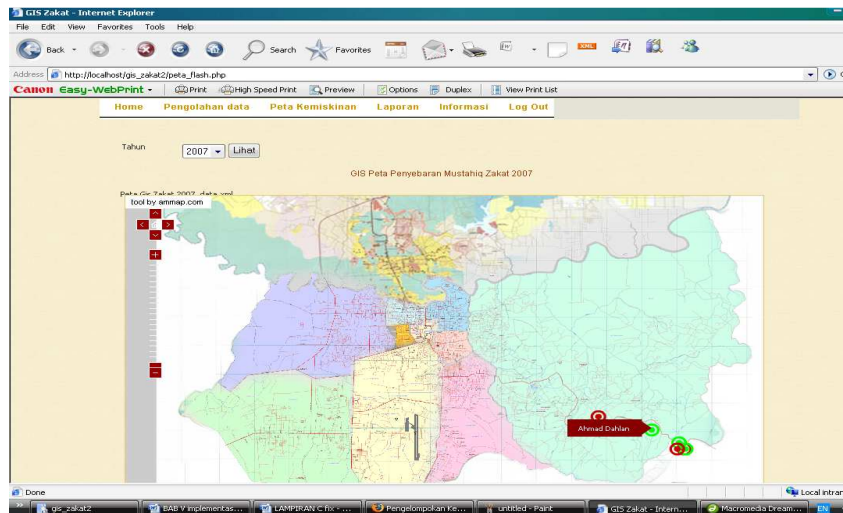 GIS Zakat - Internet Explorer
File Edit View Favorites Tools Help
Back Search Favorites
Address http://localhost/gis_zakat2/peta_flash.php
Canon Easy-WebPrint Print High Speed Print Preview Options Duplex View Print List
Home Pengolahan data Peta Kemiskinan Laporan Informasi Log Out
Tahun 2007 Lihat
GIS Peta Penyebaran Mustahiq Zakat 2007
Peta Gis Zakat 2007 data xml
tool by ammap.com
Ahmad Dahlan
Done Local intran
gis_zakat2 BAB V implementas... LAMPIRAN C fix - ... Pengelompokan Ke... untitled - Paint GIS Zakat - Intern... Macromedia Dream... EN